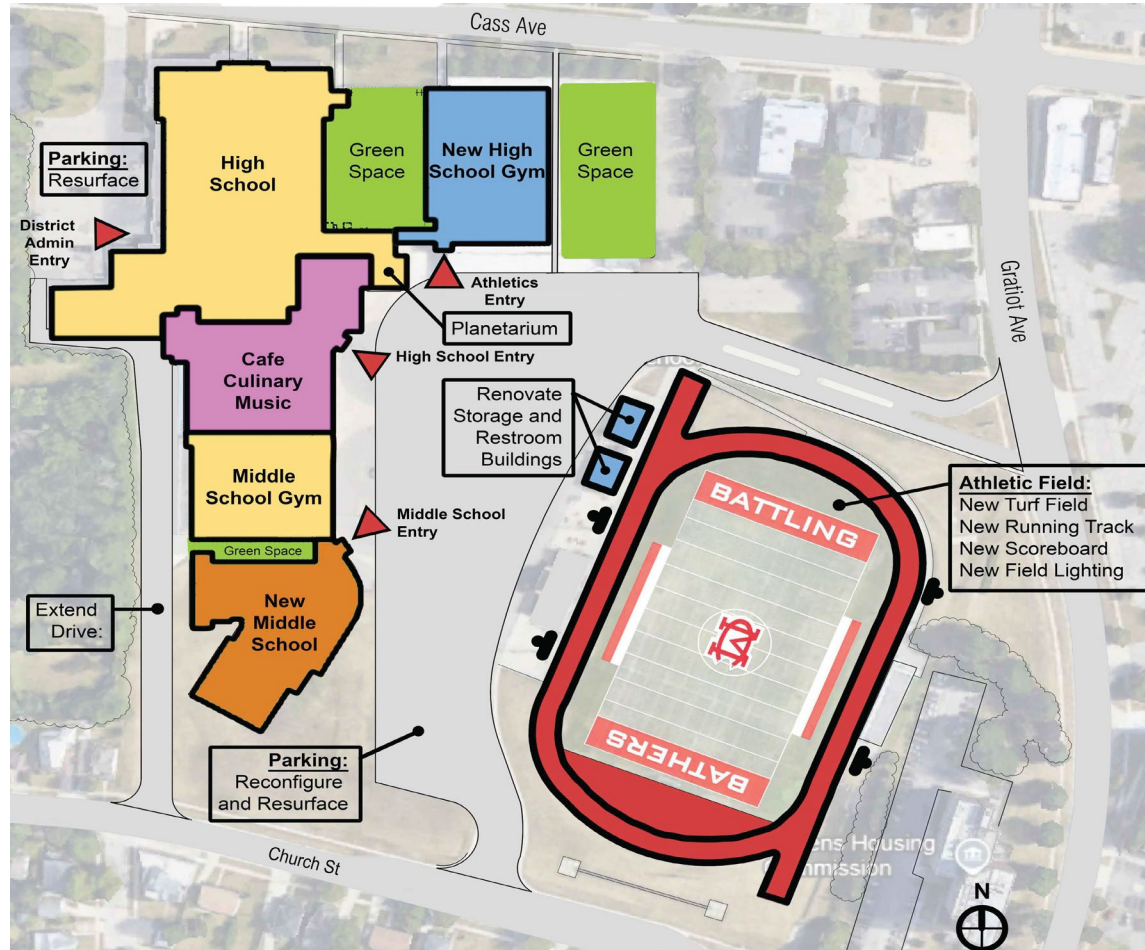 Cass Ave
High
School
Green
Space
New High
School Gym
Green
Space
Parking:
Resurface
District
Admin
Entry
Gratiot Ave
Athletics
Entry
Planetarium
High School Entry
Cafe
Culinary
Music
Renovate
Storage and
Restroom
Buildings
Middle
School Gym
Middle School
Entry
Green Space
New
Middle
School
Extend
Drive:
BATTLING
BATHERS
Athletic Field:
New Turf Field
New Running Track
New Scoreboard
New Field Lighting
Parking:
Reconfigure
and Resurface
Church St
ens Housing
mmission
N